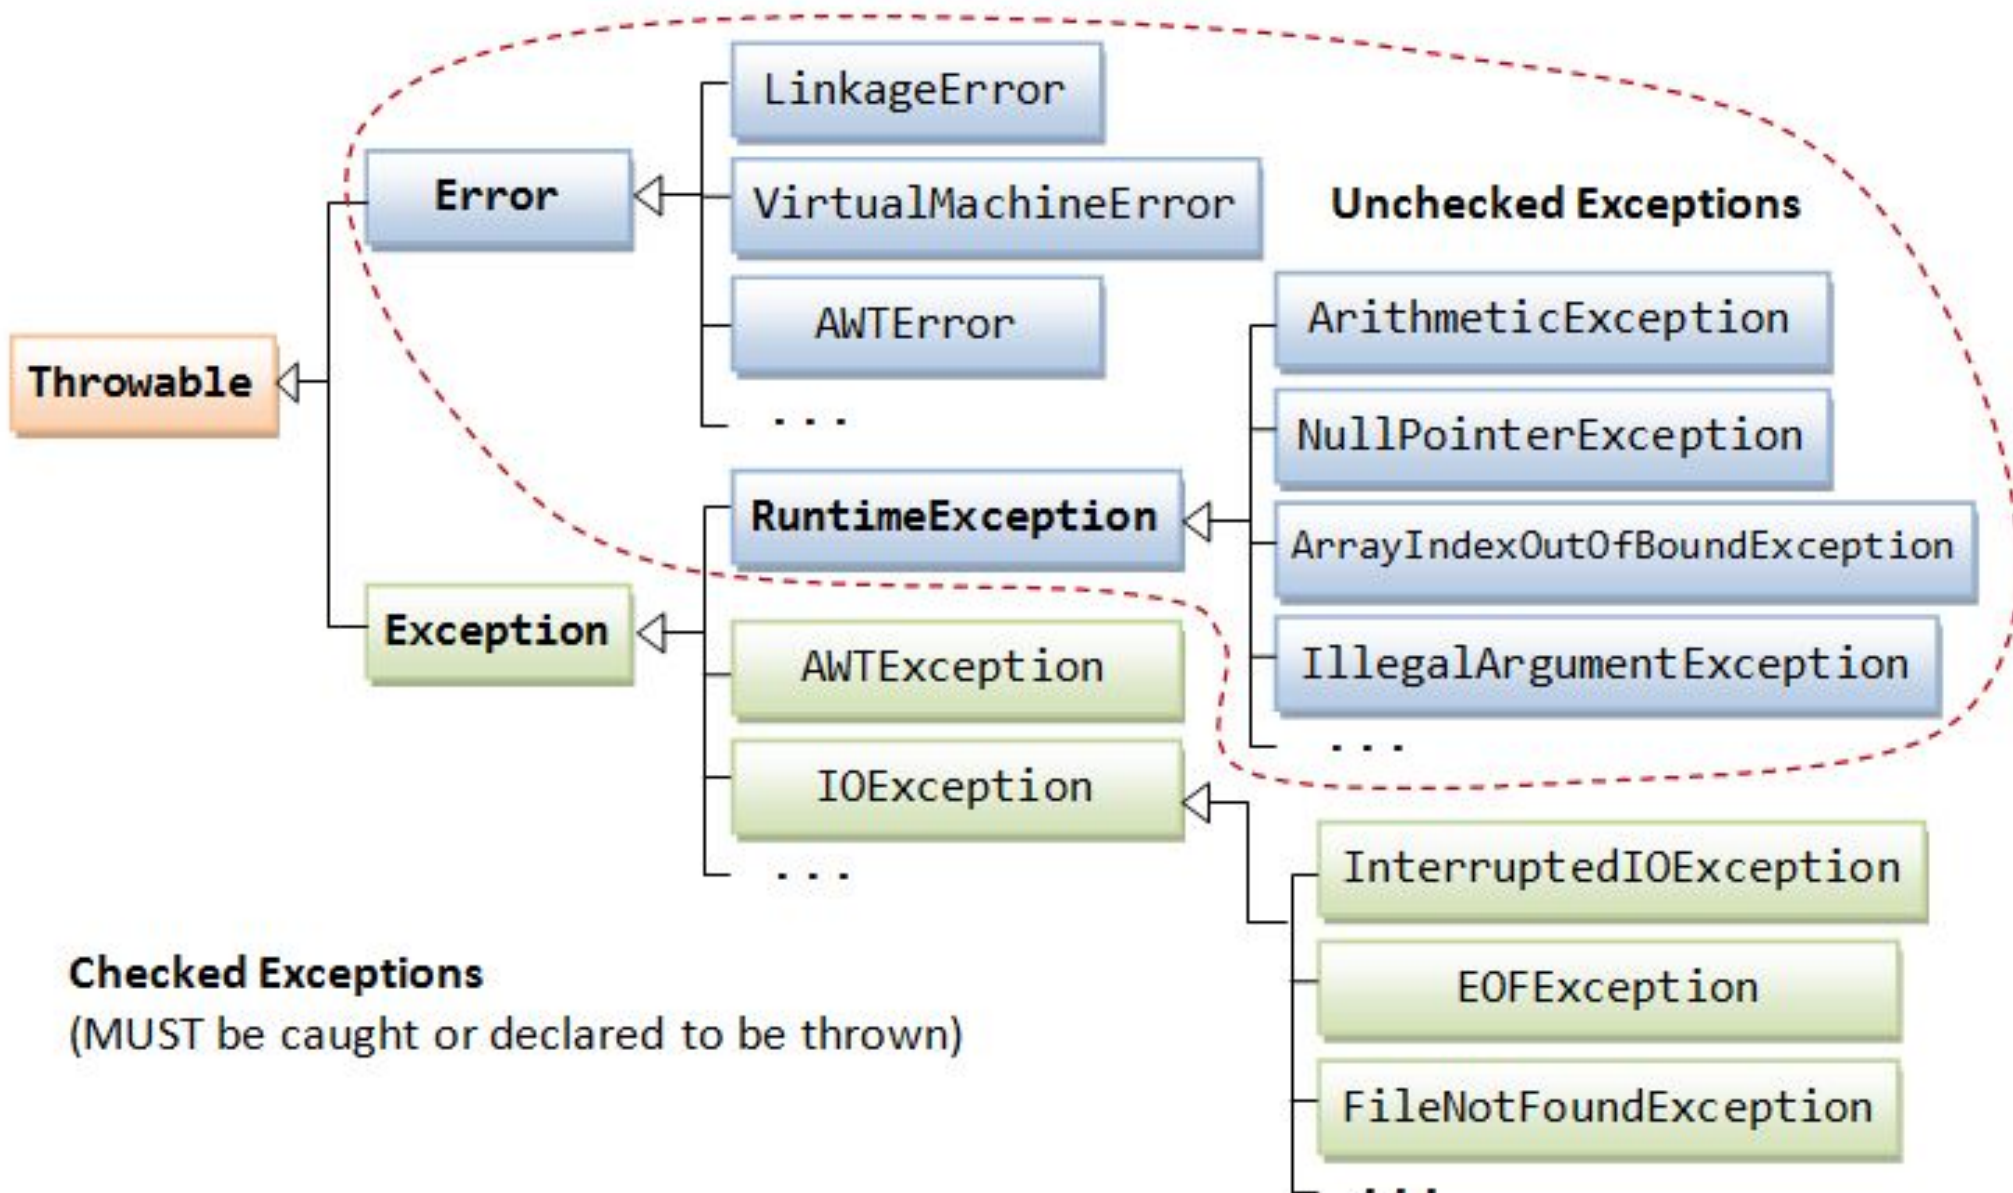 LinkageError
Error
VirtualMachineError
Unchecked Exceptions
AWTError
ArithmeticException
Throwable
...
NullPointerException
RuntimeException
ArrayIndexOutOfBoundException
Exception
AWTException
IllegalArgumentException
...
IOException
...
InterruptedIOException
Checked Exceptions
EOFException
(MUST be caught or declared to be thrown)
FileNotFoundException
...